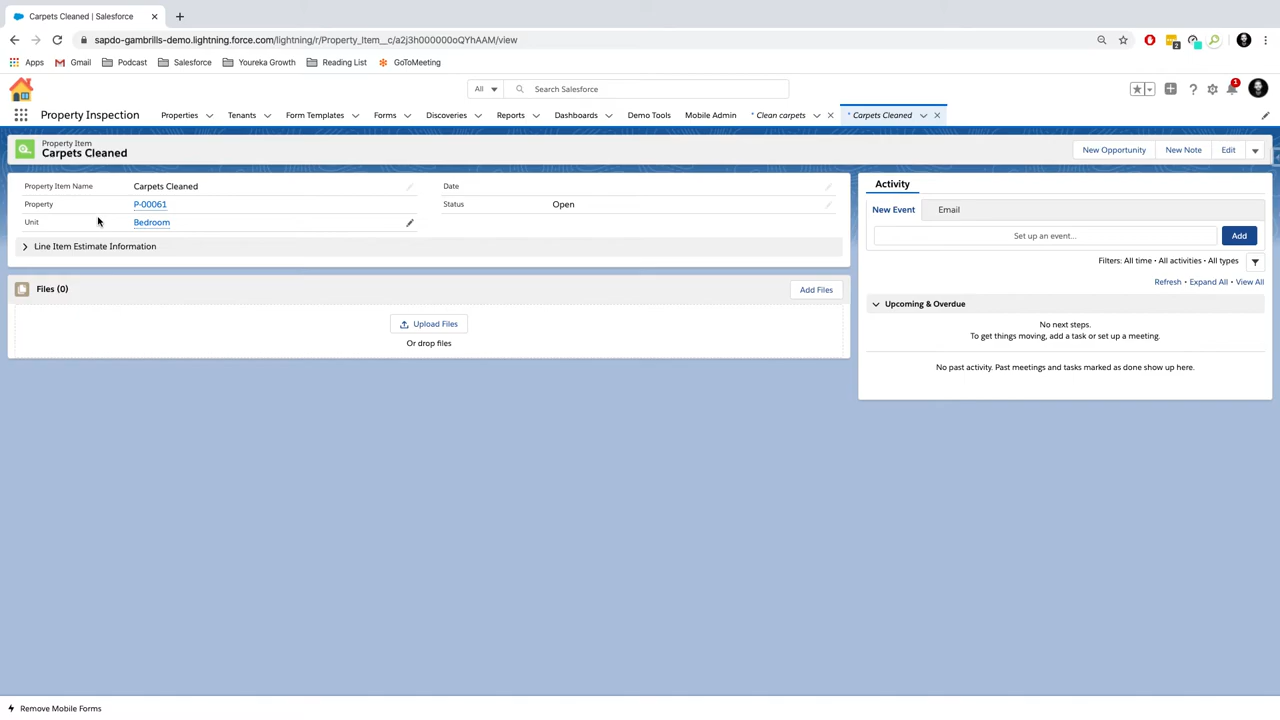 Carpets Cleaned | Salesforce
sapdo-gambrills-demo.lightning.force.com/lightning/r/Property_Item__c/a2j3h000000oQYhAAM/view
Apps Gmail Podcast Salesforce Youreka Growth Reading List GoToMeeting
All Search Salesforce
Property Inspection Properties Tenants Form Templates Forms Discoveries Reports Dashboards Demo Tools Mobile Admin * Clean carpets * Carpets Cleaned
Property Item
Carpets Cleaned
New Opportunity New Note Edit
Property Item Name Carpets Cleaned
Date
Property P-00061
Status Open
Unit Bedroom
Line Item Estimate Information
Files (0)
Add Files
Upload Files
Or drop files
Activity
New Event Email
Set up an event...
Add
Filters: All time • All activities • All types
Refresh • Expand All • View All
Upcoming & Overdue
No next steps.
To get things moving, add a task or set up a meeting.
No past activity. Past meetings and tasks marked as done show up here.
Remove Mobile Forms